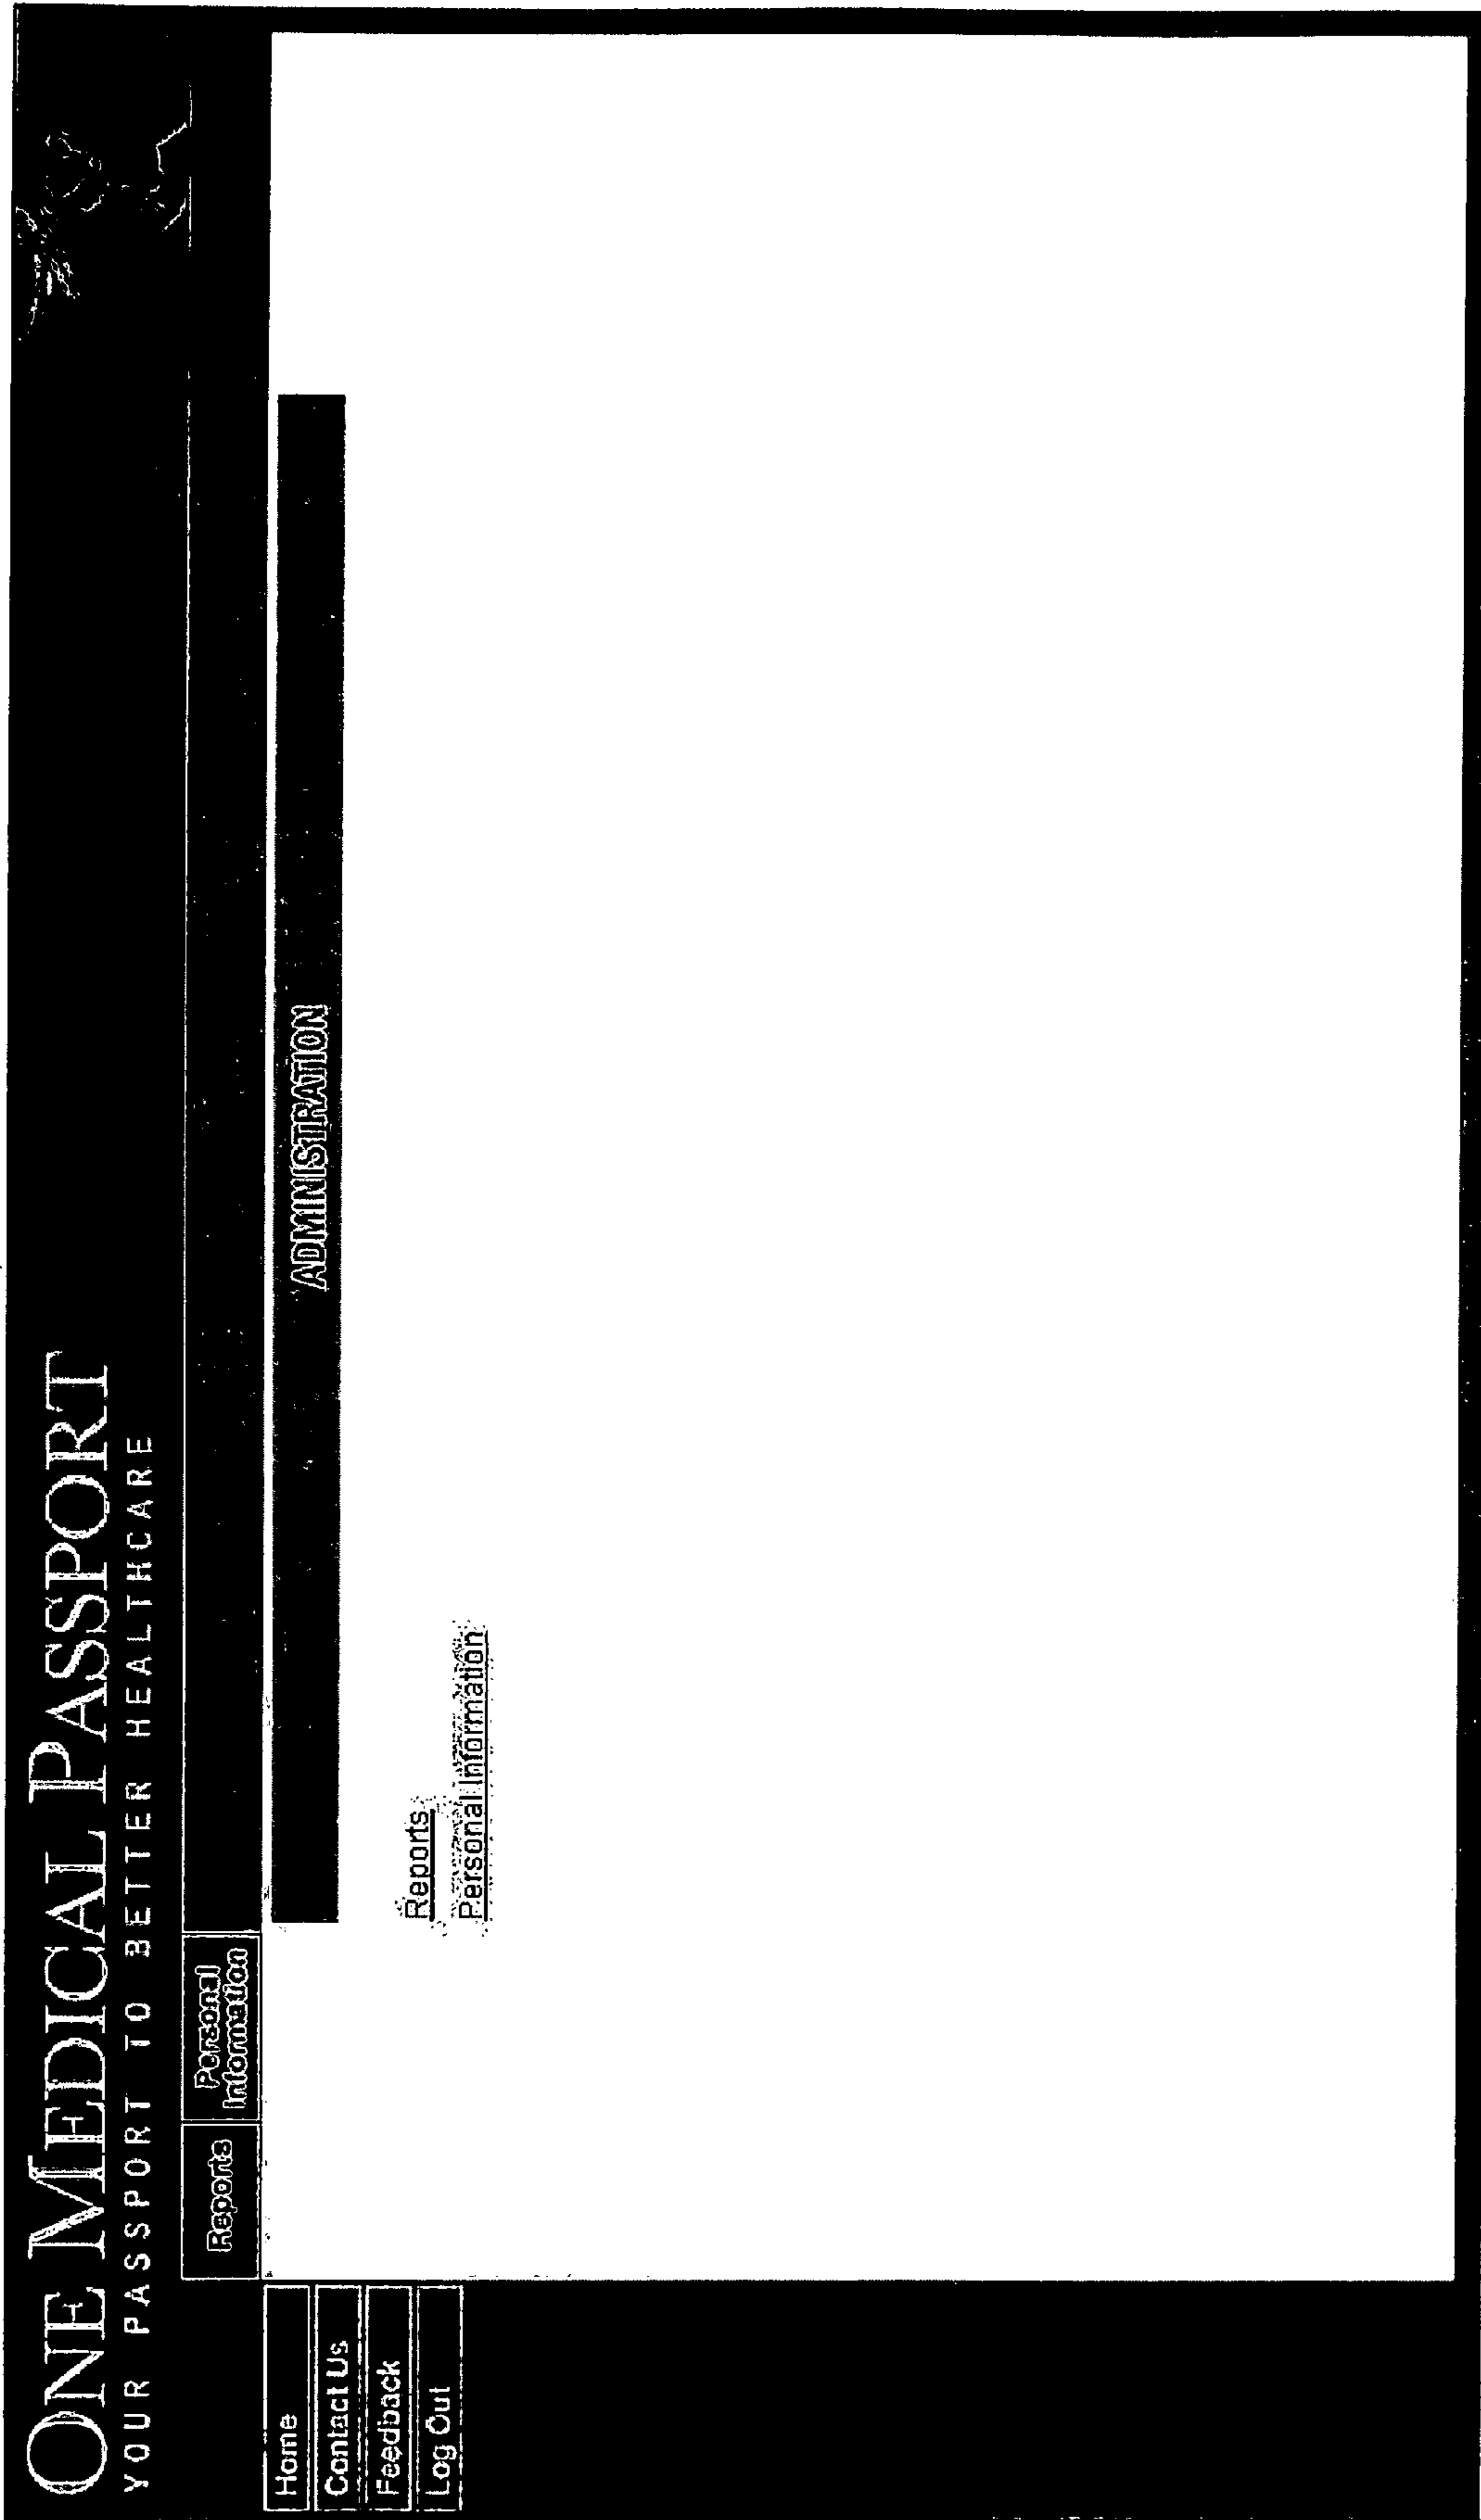 ONE MEDICAL PASSPORT
YOUR PASSPORT TO BETTER HEALTHCARE
Reports
Personal
Information
Home
Contact Us
Feedback
Log Out
ADMINISTRATION
Reports
Personal Information